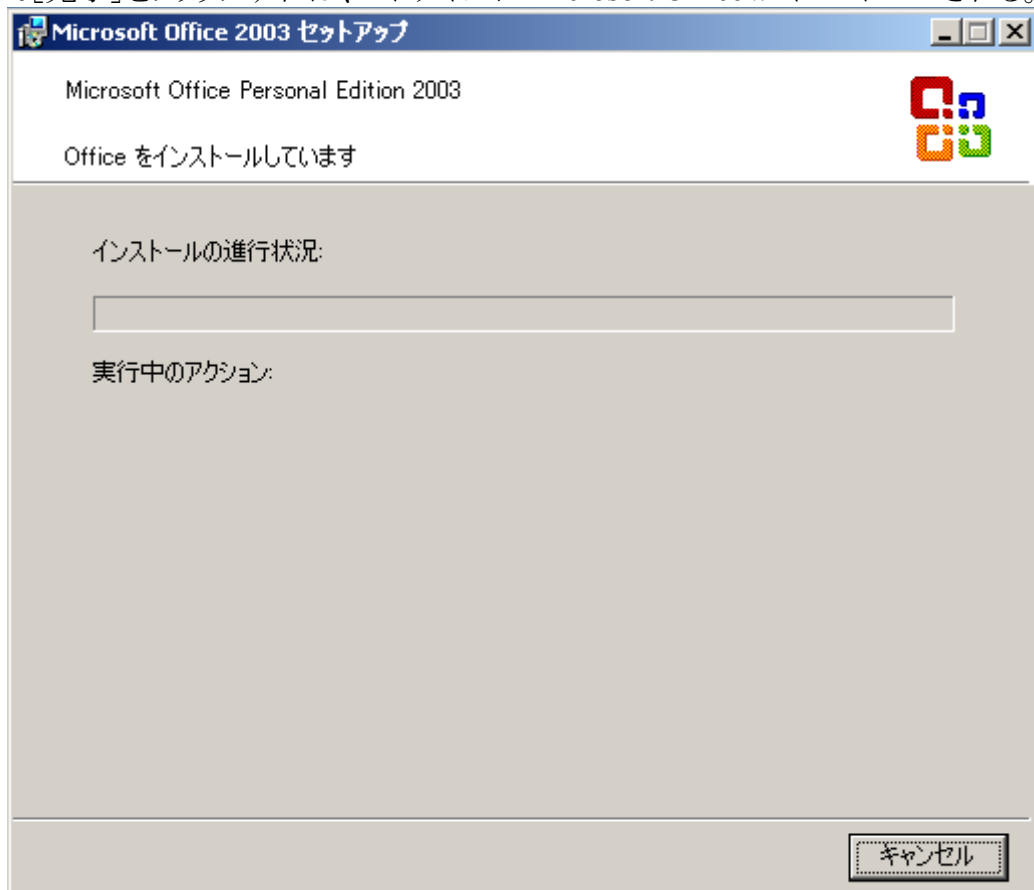 Microsoft Office 2003 セットアップ
Microsoft Office Personal Edition 2003
Office をインストールしています
インストールの進行状況:
実行中のアクション:
キャンセル